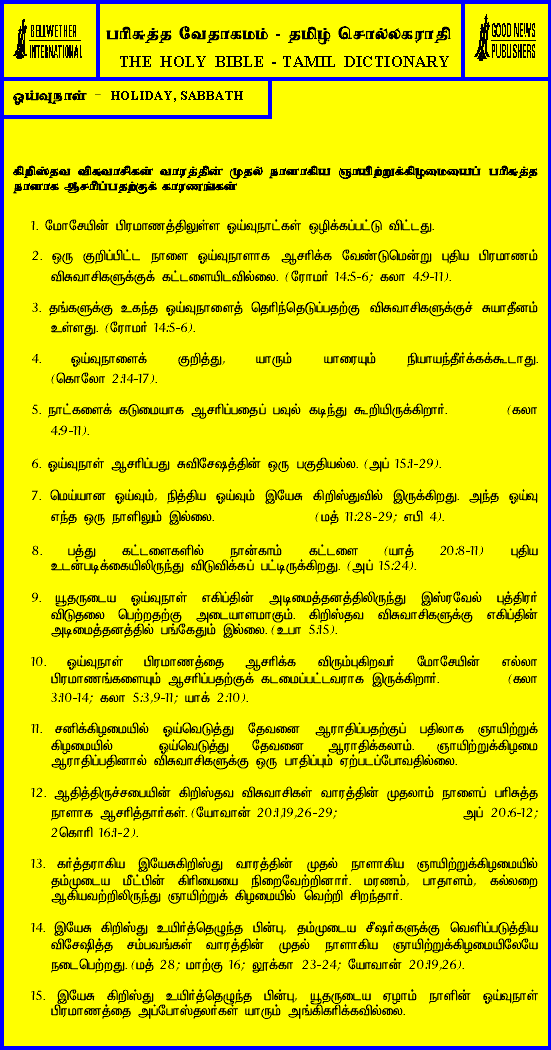 BELLWETHER
INTERNATIONAL
பரிசுத்த வேதாகமம் - தமிழ் சொல்லகராதி
THE HOLY BIBLE - TAMIL DICTIONARY
GOOD NEWS
PUBLISHERS
ஓய்வுநாள் – HOLIDAY, SABBATH
கிறிஸ்தவ விசுவாசிகள் வாரத்தின் முதல் நாளாகிய ஞாயிற்றுக்கிழமையைப் பரிசுத்த
நாளாக ஆசரிப்பதற்குக் காரணங்கள்
1. மோசேயின் பிரமாணத்திலுள்ள ஓய்வுநாட்கள் ஒழிக்கப்பட்டு விட்டது.
2. ஒரு குறிப்பிட்ட நாளை ஓய்வுநாளாக ஆசரிக்க வேண்டுமென்று புதிய பிரமாணம்
விசுவாசிகளுக்குக் கட்டளையிடவில்லை. (ரோமர் 14:5-6; கலா 4:9-11).
3. தங்களுக்கு உகந்த ஓய்வுநாளைத் தெரிந்தெடுப்பதற்கு விசுவாசிகளுக்குச் சுயாதீனம்
உள்ளது. (ரோமர் 14:5-6).
4. ஓய்வுநாளைக் குறித்து, யாரும் யாரையும் நியாயந்தீர்க்கக்கூடாது.
(கொலோ 2:14-17).
5. நாட்களைக் கடுமையாக ஆசரிப்பதைப் பவுல் கடிந்து கூறியிருக்கிறார். (கலா
4:9-11).
6. ஓய்வுநாள் ஆசரிப்பது சுவிசேஷத்தின் ஒரு பகுதியல்ல. (அப் 15:1-29).
7. மெய்யான ஓய்வும், நித்திய ஓய்வும் இயேசு கிறிஸ்துவில் இருக்கிறது. அந்த ஓய்வு
எந்த ஒரு நாளிலும் இல்லை. (மத் 11:28-29; எபி 4).
8. பத்து கட்டளைகளில் நான்காம் கட்டளை (யாத் 20:8-11) புதிய
உடன்படிக்கையிலிருந்து விடுவிக்கப் பட்டிருக்கிறது. (அப் 15:24).
9. யூதருடைய ஓய்வுநாள் எகிப்தின் அடிமைத்தனத்திலிருந்து இஸ்ரவேல் புத்திரர்
விடுதலை பெற்றதற்கு அடையாளமாகும். கிறிஸ்தவ விசுவாசிகளுக்கு எகிப்தின்
அடிமைத்தனத்தில் பங்கேதும் இல்லை. (உபா 5:15).
10. ஓய்வுநாள் பிரமாணத்தை ஆசரிக்க விரும்புகிறவர் மோசேயின் எல்லா
பிரமாணங்களையும் ஆசரிப்பதற்குக் கடமைப்பட்டவராக இருக்கிறார். (கலா
3:10-14; கலா 5:3,9-11; யாக் 2:10).
11. சனிக்கிழமையில் ஓய்வெடுத்து தேவனை ஆராதிப்பதற்குப் பதிலாக ஞாயிற்றுக்
கிழமையில் ஓய்வெடுத்து தேவனை ஆராதிக்கலாம். ஞாயிற்றுக்கிழமை
ஆராதிப்பதினால் விசுவாசிகளுக்கு ஒரு பாதிப்பும் ஏற்படப்போவதில்லை.
12. ஆதித்திருச்சபையின் கிறிஸ்தவ விசுவாசிகள் வாரத்தின் முதலாம் நாளைப் பரிசுத்த
நாளாக ஆசரித்தார்கள். (யோவான் 20:1,19,26-29; அப் 20:6-12;
2கொரி 16:1-2).
13. கர்த்தராகிய இயேசுகிறிஸ்து வாரத்தின் முதல் நாளாகிய ஞாயிற்றுக்கிழமையில்
தம்முடைய மீட்பின் கிரியையை நிறைவேற்றினார். மரணம், பாதாளம், கல்லறை
ஆகியவற்றிலிருந்து ஞாயிற்றுக் கிழமையில் வெற்றி சிறந்தார்.
14. இயேசு கிறிஸ்து உயிர்த்தெழுந்த பின்பு, தம்முடைய சீஷர்களுக்கு வெளிப்படுத்திய
விசேஷித்த சம்பவங்கள் வாரத்தின் முதல் நாளாகிய ஞாயிற்றுக்கிழமையிலேயே
நடைபெற்றது. (மத் 28; மாற்கு 16; லூக்கா 23-24; யோவான் 20:19,26).
15. இயேசு கிறிஸ்து உயிர்த்தெழுந்த பின்பு, யூதருடைய ஏழாம் நாளின் ஓய்வுநாள்
பிரமாணத்தை அப்போஸ்தலர்கள் யாரும் அங்கிகரிக்கவில்லை.